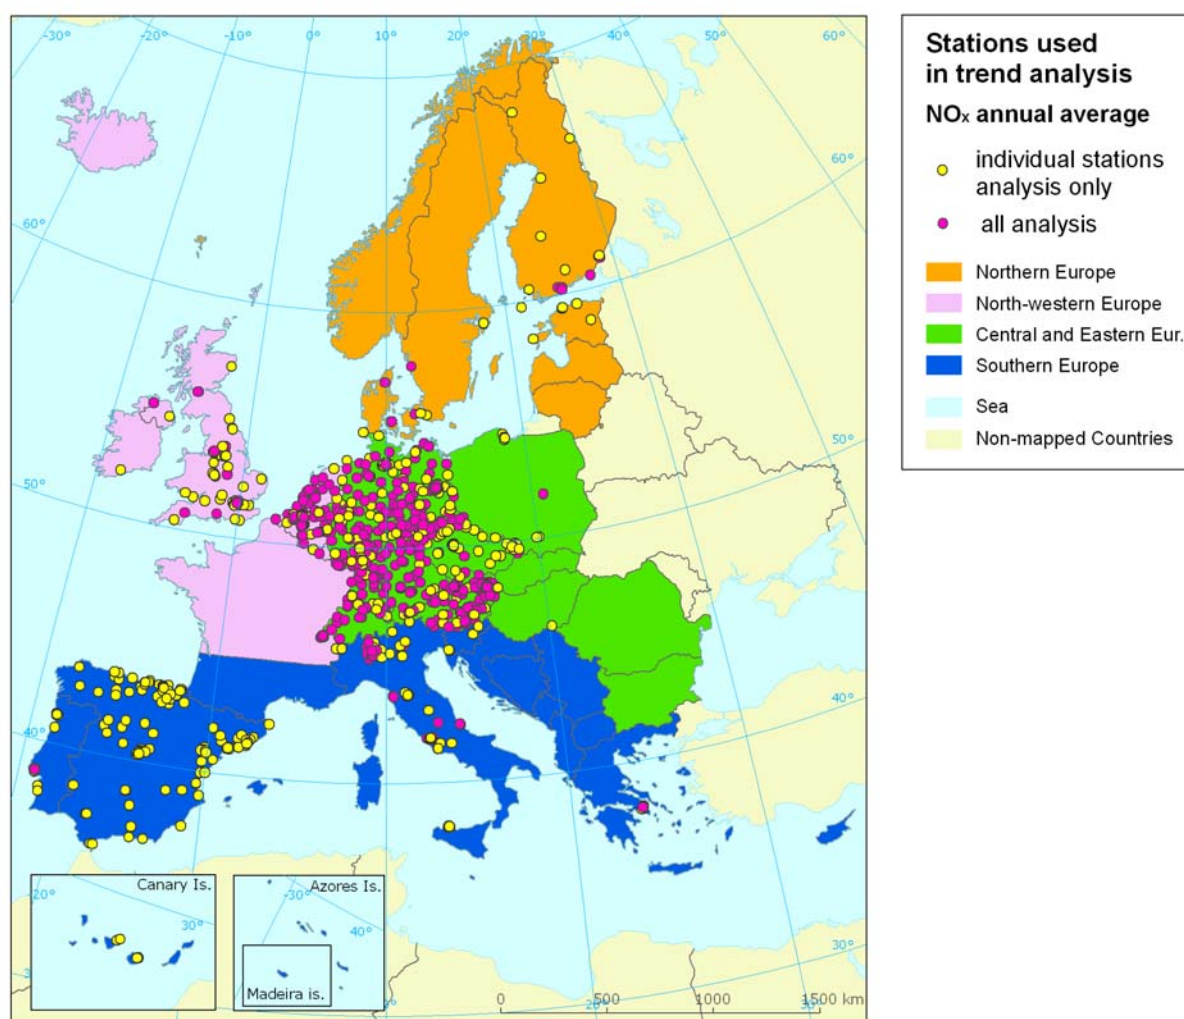 -30°
-20°
-10°
0°
10°
20°
30°
40°
50°
60°
60°
60°
50°
50°
40°
40°
Canary Is.
20°
30°
Azores Is.
-30°
40°
Madeira is.
30°
0
500
1000
1500 km
20°
Stations used
in trend analysis
NOx annual average
individual stations
analysis only
all analysis
Northern Europe
North-western Europe
Central and Eastern Eur.
Southern Europe
Sea
Non-mapped Countries